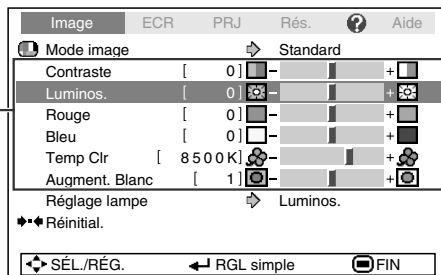 Image ECR PRJ Rés. ? Aide
Mode image Standard
Contraste [ 0] - +
Luminos. [ 0] - +
Rouge [ 0] - +
Bleu [ 0] - +
Temp Clr [ 8500K] - +
Augment. Blanc [ 1] - +
Réglage lampe Luminos.
Réinitial.
SÉL./RÉG. RGL simple FIN